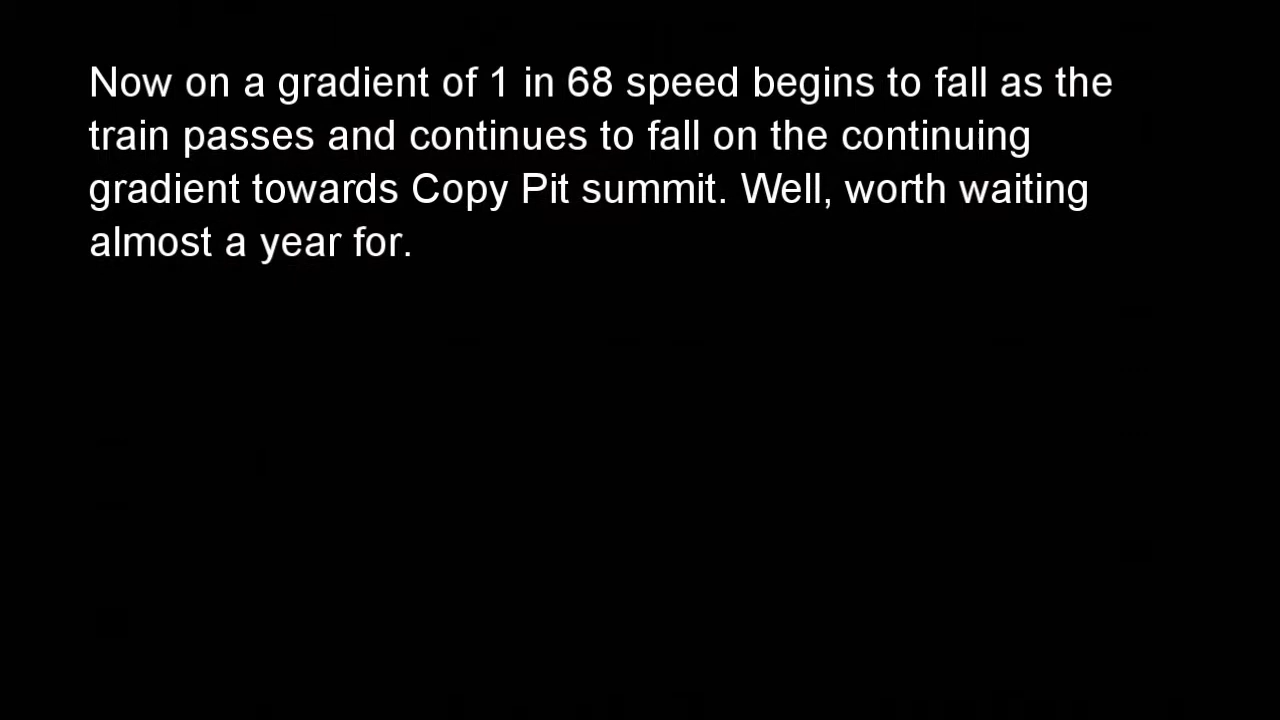 Now on a gradient of 1 in 68 speed begins to fall as the
train passes and continues to fall on the continuing
gradient towards Copy Pit summit. Well, worth waiting
almost a year for.